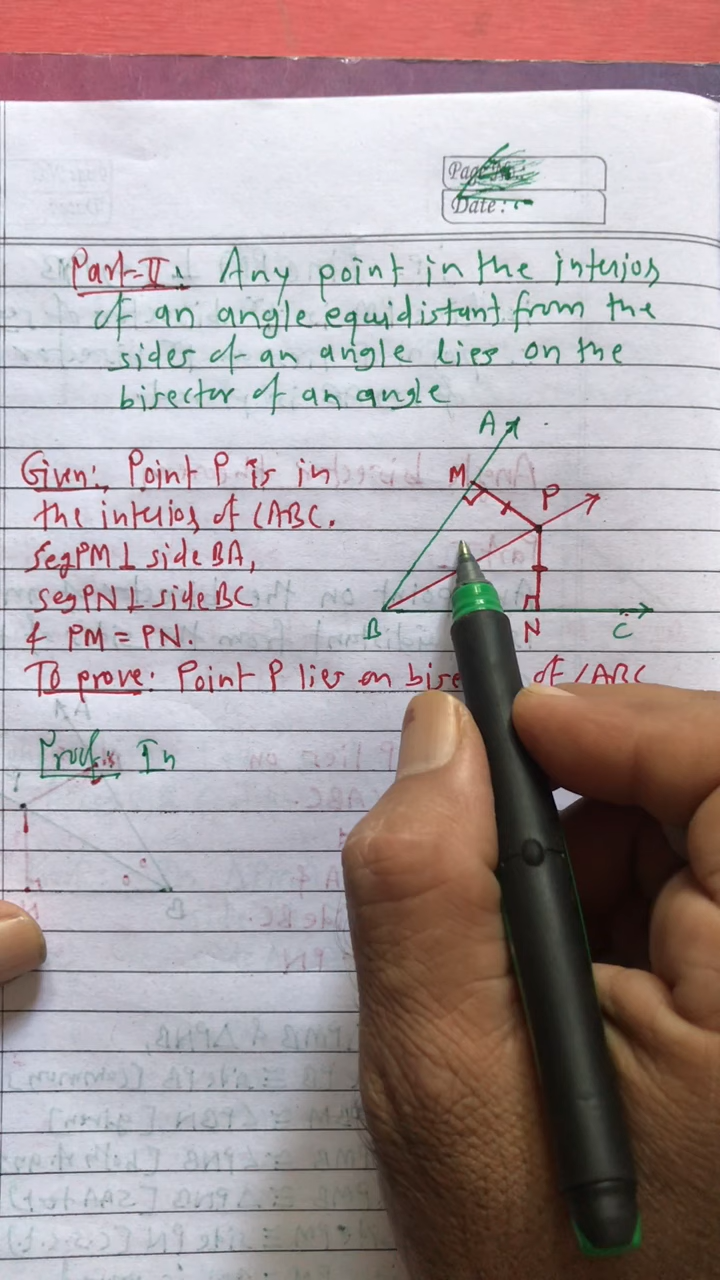 Page No.:
Date:
Part-II: Any point in the interior
of an angle equidistant from the
sides of an angle lies on the
bisector of an angle
Given: Point P is in
the interior of ∠ABC.
seg PM ⊥ side BA,
seg PN ⊥ side BC
& PM = PN.
To prove: Point P lies on bise of ∠ABC
Proof: In
A
M
P
B
N
C